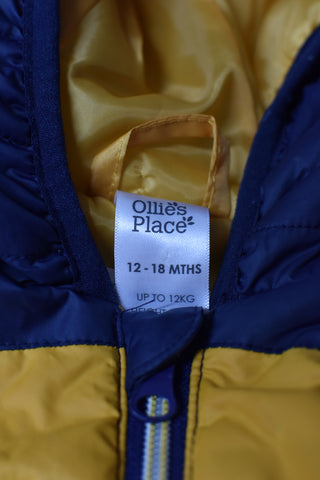 Ollie's
Place
12 - 18 MTHS
UP TO 12KG